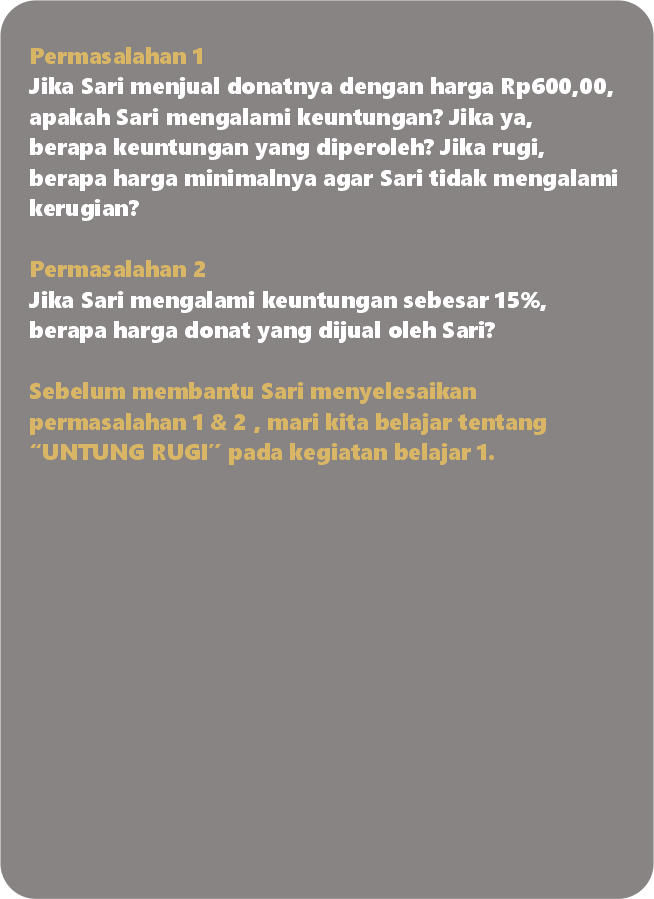 Permasalahan 1
Jika Sari menjual donatnya dengan harga Rp600,00,
apakah Sari mengalami keuntungan? Jika ya,
berapa keuntungan yang diperoleh? Jika rugi,
berapa harga minimalnya agar Sari tidak mengalami
kerugian?
Permasalahan 2
Jika Sari mengalami keuntungan sebesar 15%,
berapa harga donat yang dijual oleh Sari?
Sebelum membantu Sari menyelesaikan
permasalahan 1 & 2 , mari kita belajar tentang
“UNTUNG RUGI” pada kegiatan belajar 1.